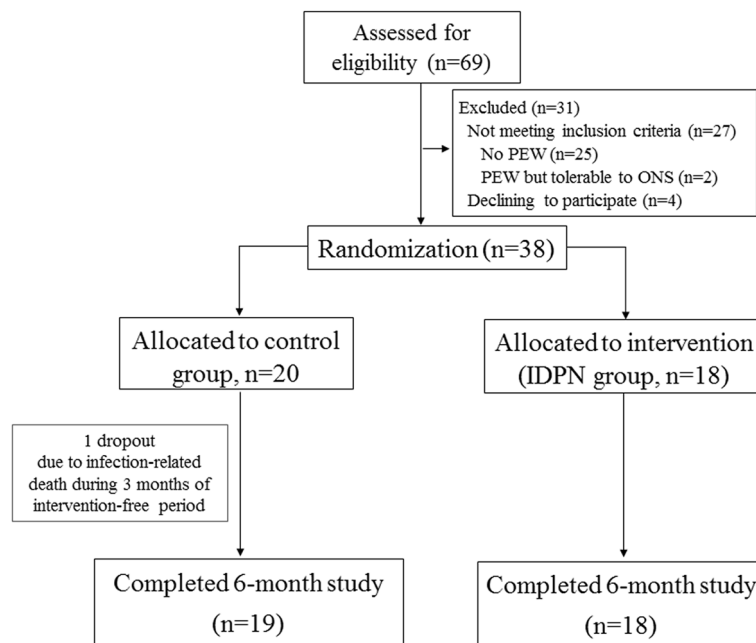 Assessed for
eligibility (n=69)
Excluded (n=31)
Not meeting inclusion criteria (n=27)
No PEW (n=25)
PEW but tolerable to ONS (n=2)
Declining to participate (n=4)
Randomization (n=38)
Allocated to control
group, n=20
Allocated to intervention
(IDPN group, n=18)
1 dropout
due to infection-related
death during 3 months of
intervention-free period
Completed 6-month study
(n=19)
Completed 6-month study
(n=18)